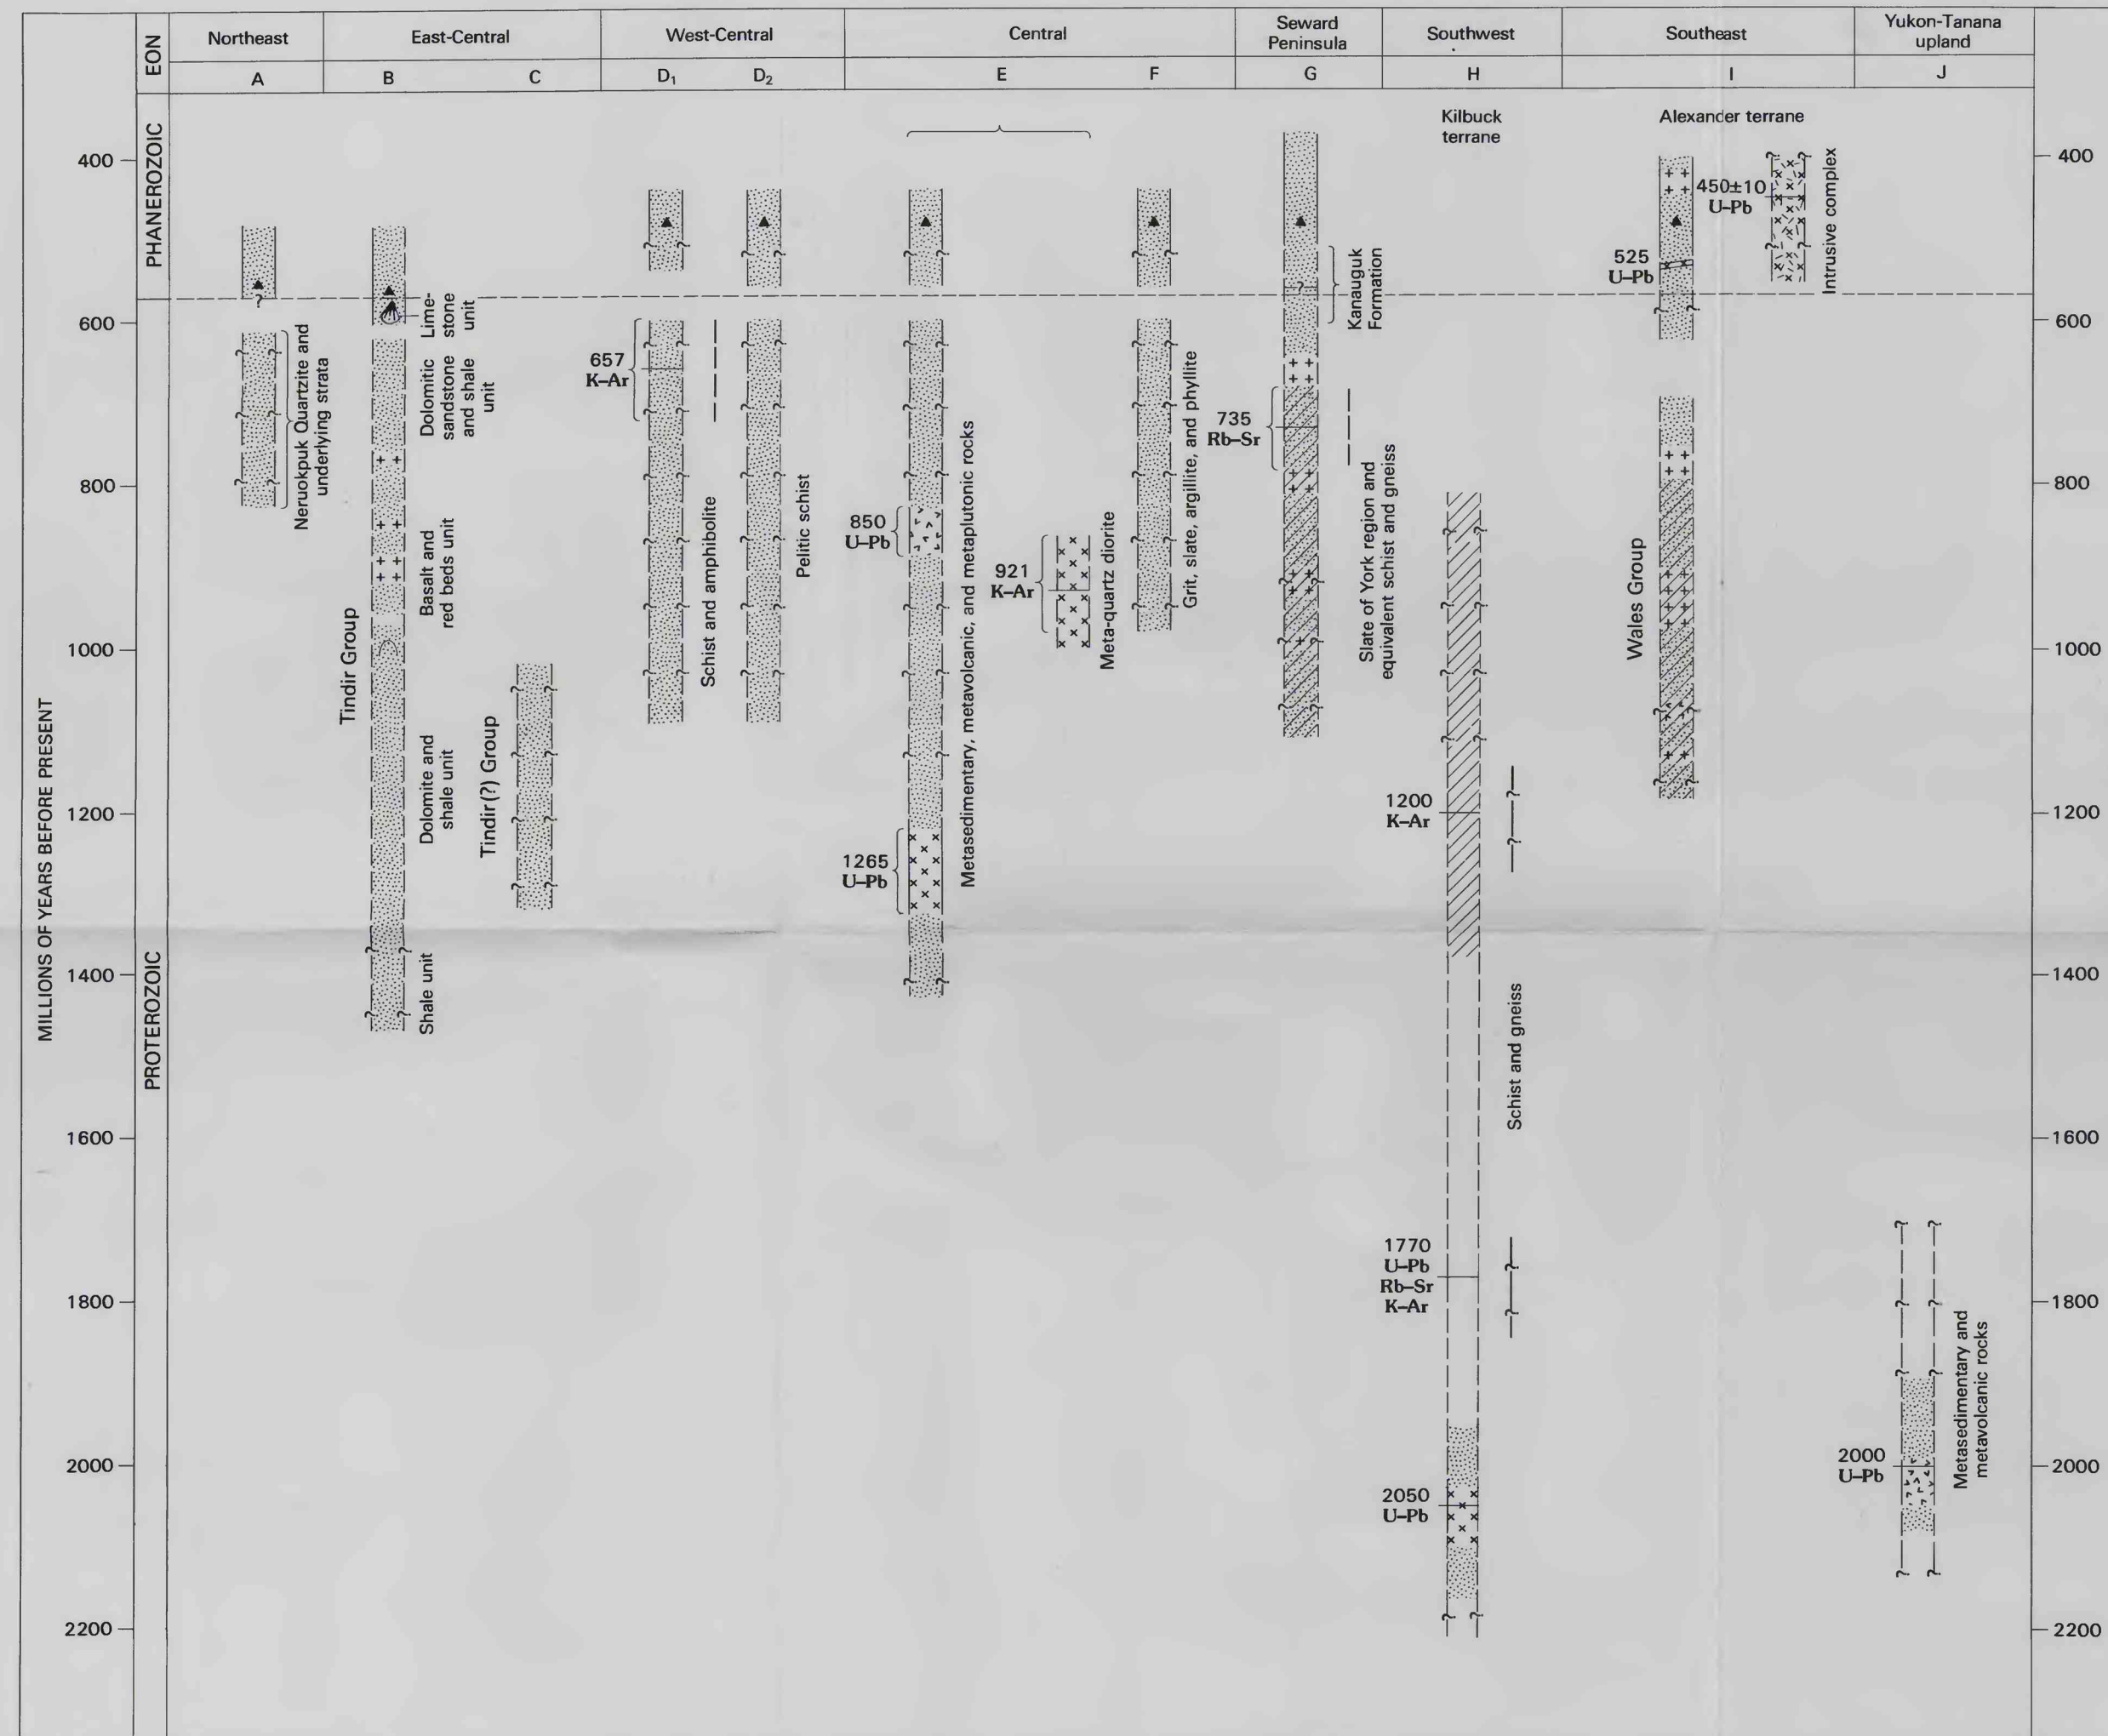 EON
Northeast
East-Central
West-Central
Central
Seward
Peninsula
Southwest
Southeast
Yukon-Tanana
upland
A
B
C
D₁
D₂
E
F
G
H
I
J
MILLIONS OF YEARS BEFORE PRESENT
400
600
800
1000
1200
1400
1600
1800
2000
2200
PHANEROZOIC
PROTEROZOIC
Neruokpuk Quartzite and
underlying strata
Tindir Group
Lime-
stone
unit
Dolomitic
sandstone
and shale
unit
Basalt and
red beds unit
Dolomite and
shale unit
Shale unit
Tindir(?) Group
657
K–Ar
Schist and amphibolite
Pelitic schist
850
U–Pb
1265
U–Pb
Metasedimentary, metavolcanic, and metaplutonic rocks
921
K–Ar
Meta-quartz diorite
Grit, slate, argillite, and phyllite
735
Rb–Sr
Kanauguk
Formation
Slate of York region and
equivalent schist and gneiss
Kilbuck
terrane
1200
K–Ar
Schist and gneiss
1770
U–Pb
Rb–Sr
K–Ar
2050
U–Pb
Alexander terrane
450±10
U–Pb
525
U–Pb
Intrusive complex
Wales Group
2000
U–Pb
Metasedimentary and
metavolcanic rocks
400
600
800
1000
1200
1400
1600
1800
2000
2200